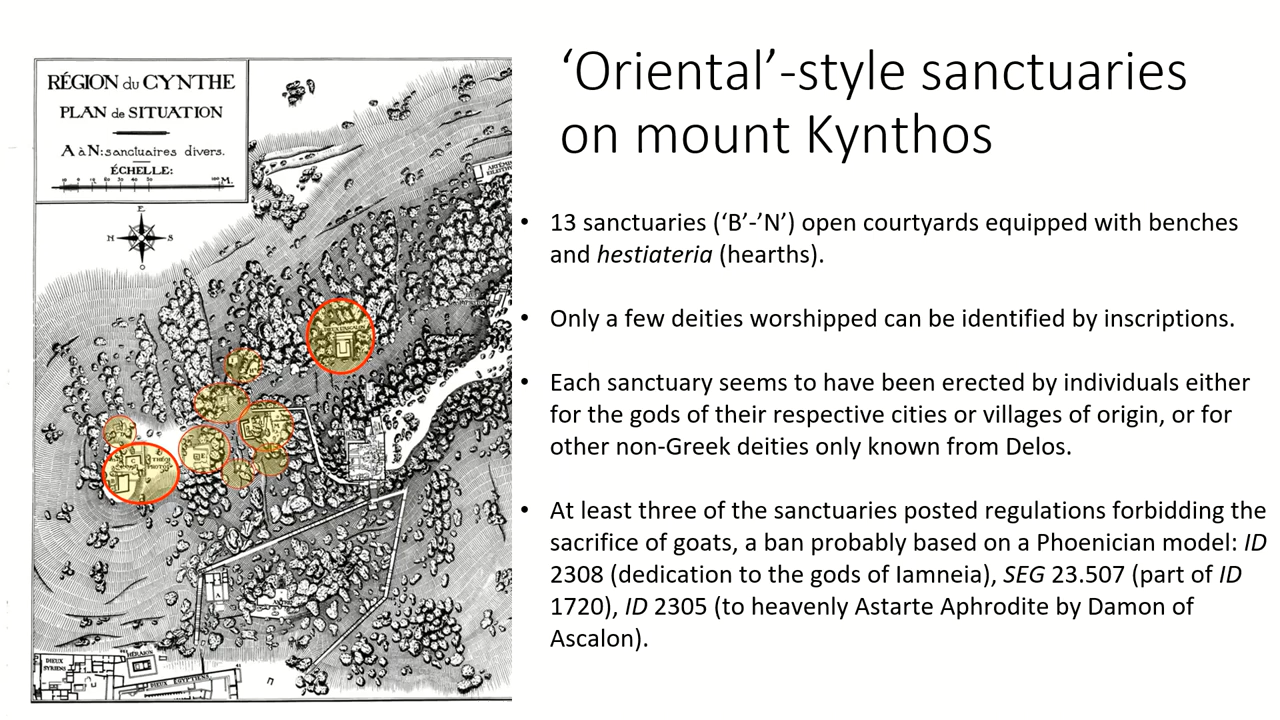 RÉGION du CYNTHE
PLAN de SITUATION
A à N: sanctuaires divers.
ÉCHELLE:
M.
E
N S
O
ARTEMIS
DIEUX
SYRIENS
HÉRAION
DIEUX EGYPTIENS
A
‘Oriental’-style sanctuaries
on mount Kynthos
• 13 sanctuaries (‘B’-’N’) open courtyards equipped with benches
and hestiateria (hearths).
• Only a few deities worshipped can be identified by inscriptions.
• Each sanctuary seems to have been erected by individuals either
for the gods of their respective cities or villages of origin, or for
other non-Greek deities only known from Delos.
• At least three of the sanctuaries posted regulations forbidding the
sacrifice of goats, a ban probably based on a Phoenician model: ID
2308 (dedication to the gods of Iamneia), SEG 23.507 (part of ID
1720), ID 2305 (to heavenly Astarte Aphrodite by Damon of
Ascalon).